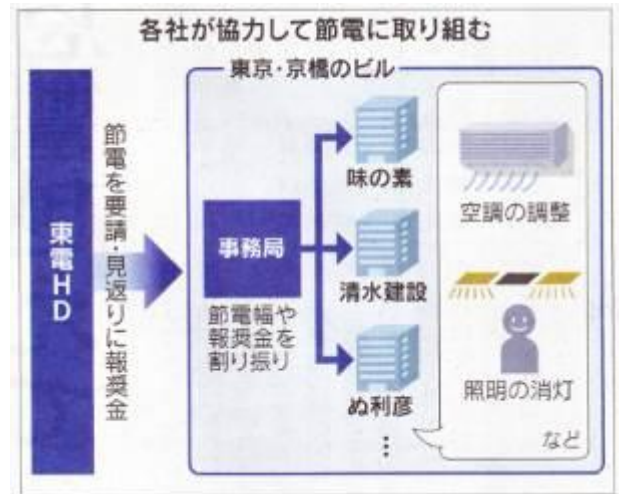 各社が協力して節電に取り組む
東京・京橋のビル
東電HD
節電を要請・見返りに報奨金
事務局
節電幅や
報奨金を
割り振り
味の素
清水建設
ぬ利彦
⋮
空調の調整
照明の消灯
など